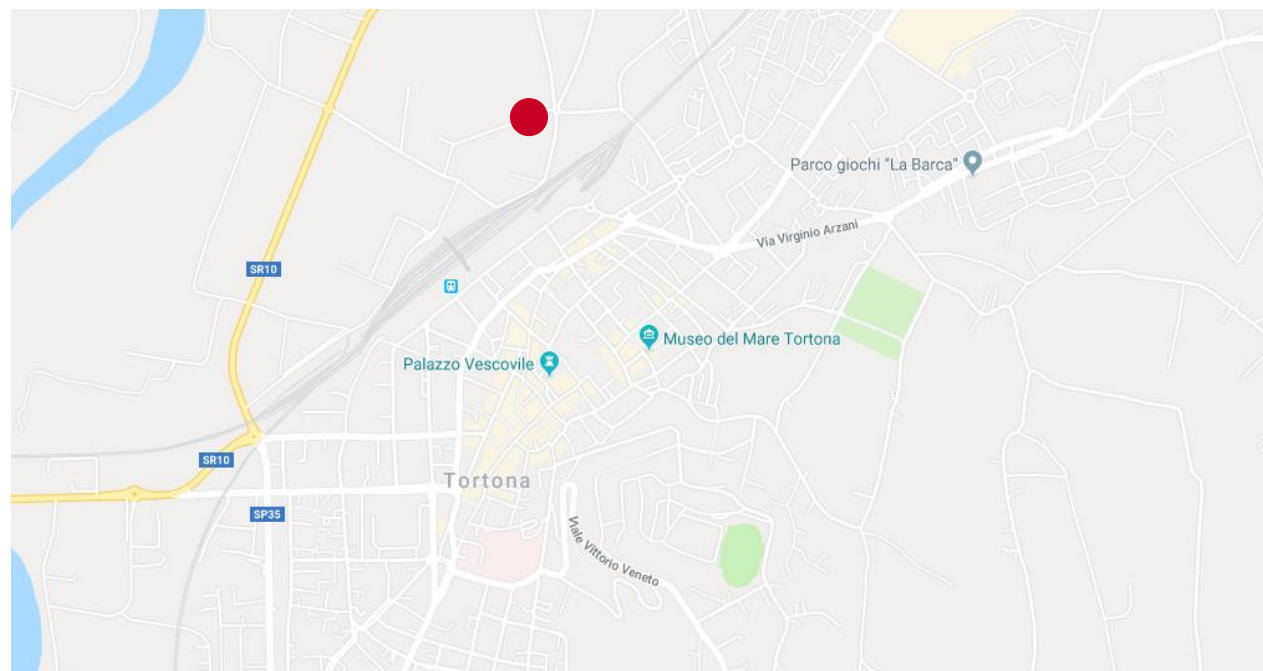 Parco giochi "La Barca"
Via Virginio Arzani
SR10
Museo del Mare Tortona
Palazzo Vescovile
SR10
Tortona
SP35
Viale Vittorio Veneto